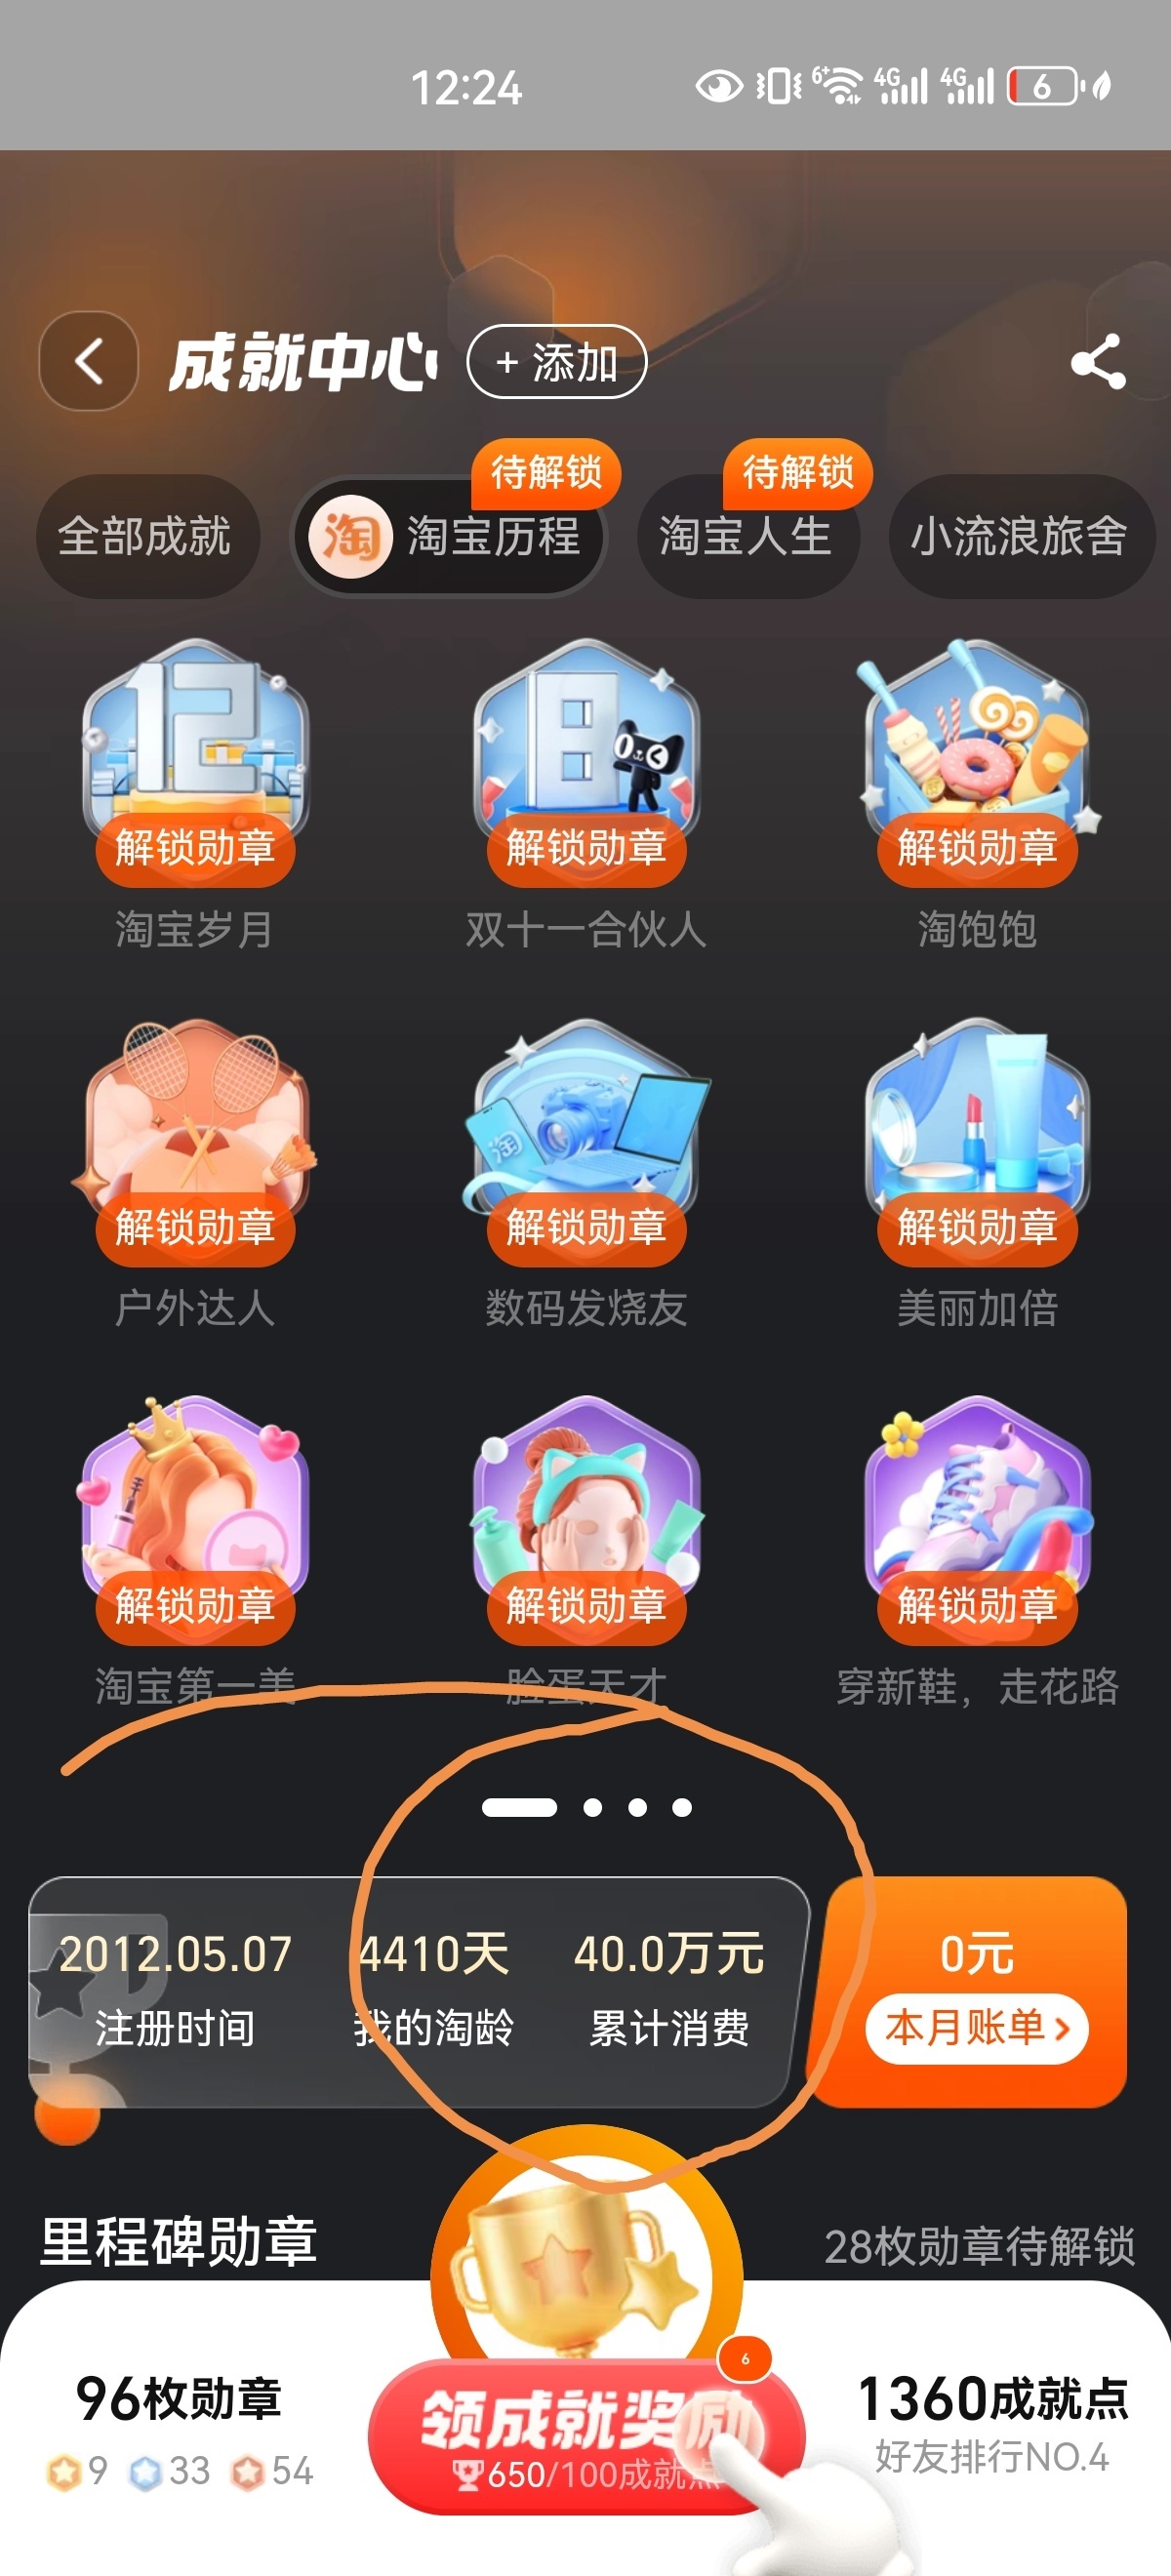 12:24
6+
4G
4G
6
成就中心
+ 添加
待解锁
待解锁
全部成就
淘
淘宝历程
淘宝人生
小流浪旅舍
12
8
解锁勋章
解锁勋章
解锁勋章
淘宝岁月
双十一合伙人
淘饱饱
淘
解锁勋章
解锁勋章
解锁勋章
户外达人
数码发烧友
美丽加倍
解锁勋章
解锁勋章
解锁勋章
淘宝第一美
脸蛋天才
穿新鞋，走花路
2012.05.07
4410天
40.0万元
0元
注册时间
我的淘龄
累计消费
本月账单
里程碑勋章
28枚勋章待解锁
6
96枚勋章
领成就奖励
1360成就点
9
33
54
650/100成就点
好友排行NO.4